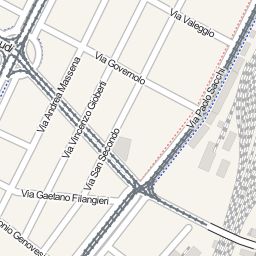 Via Valeggio
Via Governolo
Via Andrea Massena
Via Vincenzo Gioberti
Via San Secondo
Via Paolo Sacchi
Via Gaetano Filangieri
onio Genovesi